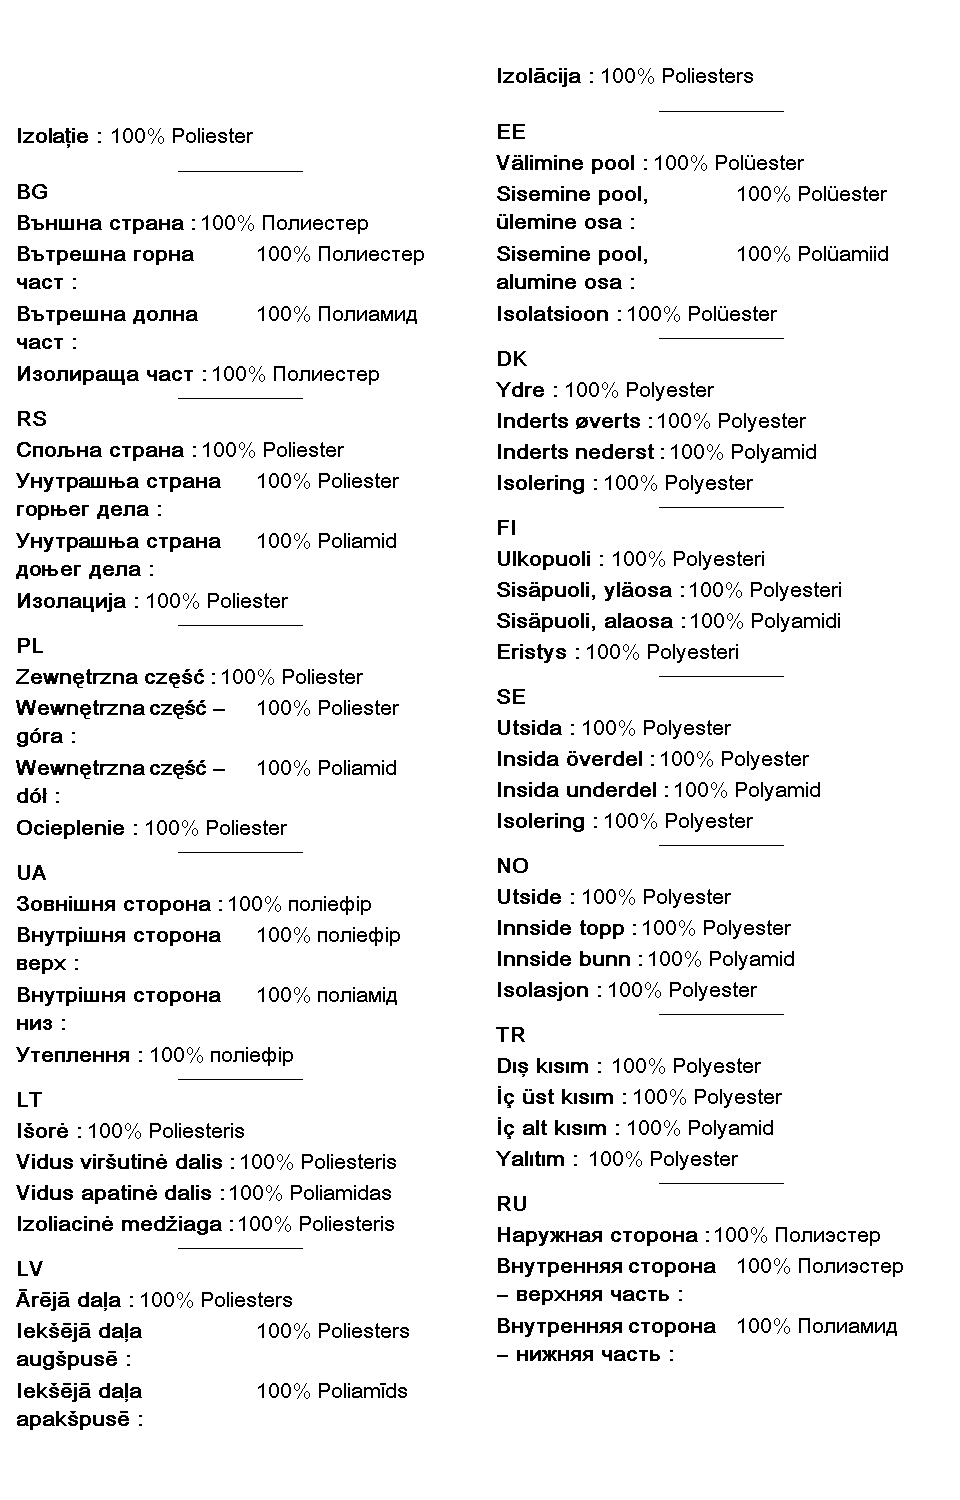 Izolaţie : 100% Poliester
BG
Външна страна : 100% Полиестер
Вътрешна горна 100% Полиестер
част :
Вътрешна долна 100% Полиамид
част :
Изолираща част : 100% Полиестер
RS
Спољна страна : 100% Poliester
Унутрашња страна 100% Poliester
горњег дела :
Унутрашња страна 100% Poliamid
доњег дела :
Изолација : 100% Poliester
PL
Zewnętrzna część : 100% Poliester
Wewnętrzna część – 100% Poliester
góra :
Wewnętrzna część – 100% Poliamid
dół :
Ocieplenie : 100% Poliester
UA
Зовнішня сторона : 100% поліефір
Внутрішня сторона 100% поліефір
верх :
Внутрішня сторона 100% поліамід
низ :
Утеплення : 100% поліефір
LT
Išorė : 100% Poliesteris
Vidus viršutinė dalis : 100% Poliesteris
Vidus apatinė dalis : 100% Poliamidas
Izoliacinė medžiaga : 100% Poliesteris
LV
Ārējā daļa : 100% Poliesters
Iekšējā daļa 100% Poliesters
augšpusē :
Iekšējā daļa 100% Poliamīds
apakšpusē :
Izolācija : 100% Poliesters
EE
Välimine pool : 100% Polüester
Sisemine pool, 100% Polüester
ülemine osa :
Sisemine pool, 100% Polüamiid
alumine osa :
Isolatsioon : 100% Polüester
DK
Ydre : 100% Polyester
Inderts øverts : 100% Polyester
Inderts nederst : 100% Polyamid
Isolering : 100% Polyester
FI
Ulkopuoli : 100% Polyesteri
Sisäpuoli, yläosa : 100% Polyesteri
Sisäpuoli, alaosa : 100% Polyamidi
Eristys : 100% Polyesteri
SE
Utsida : 100% Polyester
Insida överdel : 100% Polyester
Insida underdel : 100% Polyamid
Isolering : 100% Polyester
NO
Utside : 100% Polyester
Innside topp : 100% Polyester
Innside bunn : 100% Polyamid
Isolasjon : 100% Polyester
TR
Dış kısım : 100% Polyester
İç üst kısım : 100% Polyester
İç alt kısım : 100% Polyamid
Yalıtım : 100% Polyester
RU
Наружная сторона : 100% Полиэстер
Внутренняя сторона 100% Полиэстер
– верхняя часть :
Внутренняя сторона 100% Полиамид
– нижняя часть :